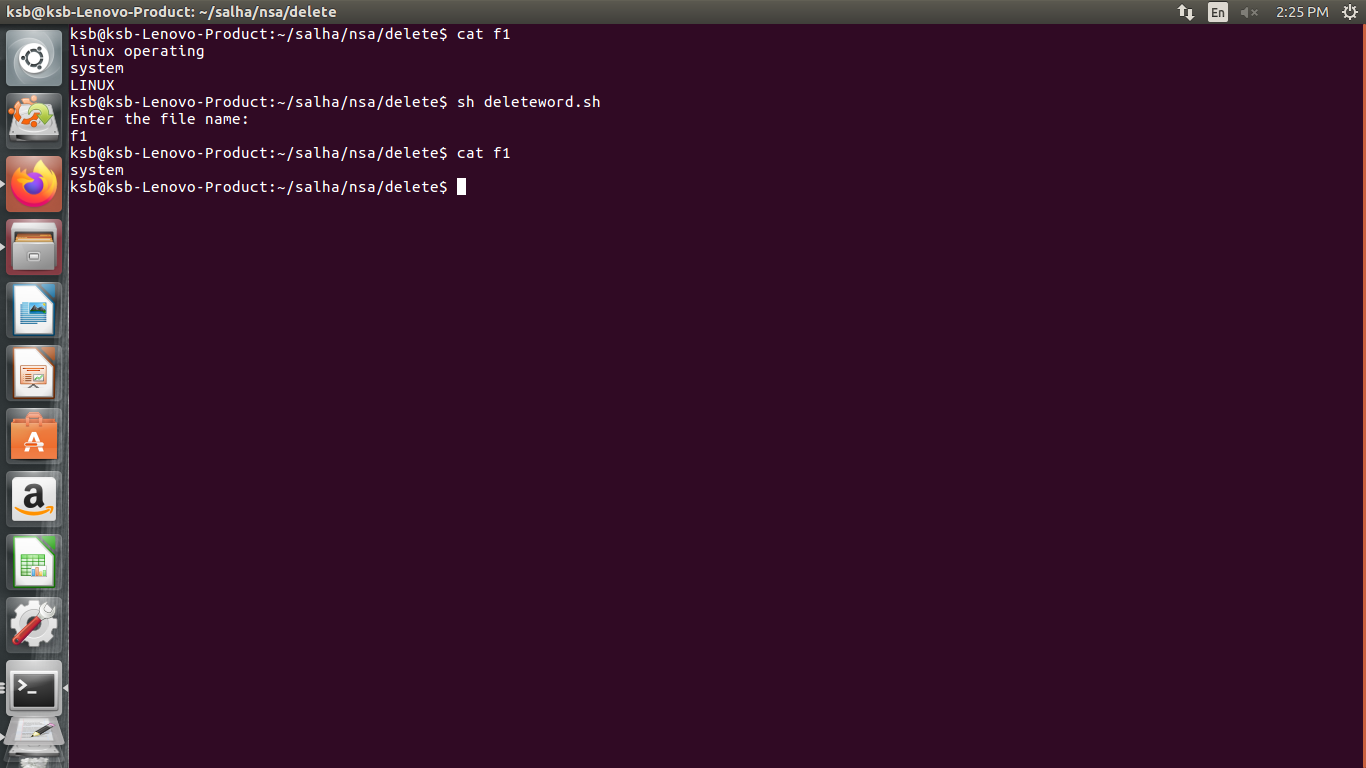 ksb@ksb-Lenovo-Product: ~/salha/nsa/delete
En
2:25 PM
ksb@ksb-Lenovo-Product:~/salha/nsa/delete$ cat f1
linux operating
system
LINUX
ksb@ksb-Lenovo-Product:~/salha/nsa/delete$ sh deleteword.sh
Enter the file name:
f1
ksb@ksb-Lenovo-Product:~/salha/nsa/delete$ cat f1
system
ksb@ksb-Lenovo-Product:~/salha/nsa/delete$